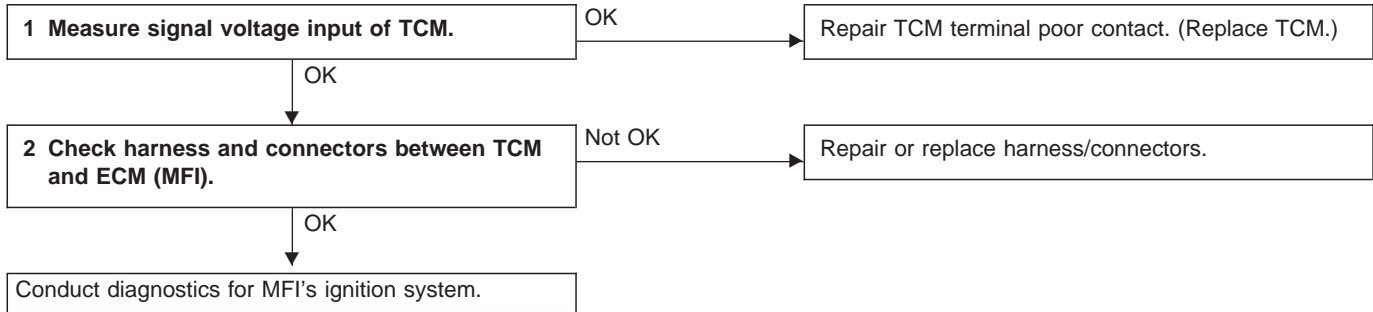 1 Measure signal voltage input of TCM.
OK
Repair TCM terminal poor contact. (Replace TCM.)
OK
2 Check harness and connectors between TCM
and ECM (MFI).
Not OK
Repair or replace harness/connectors.
OK
Conduct diagnostics for MFI's ignition system.